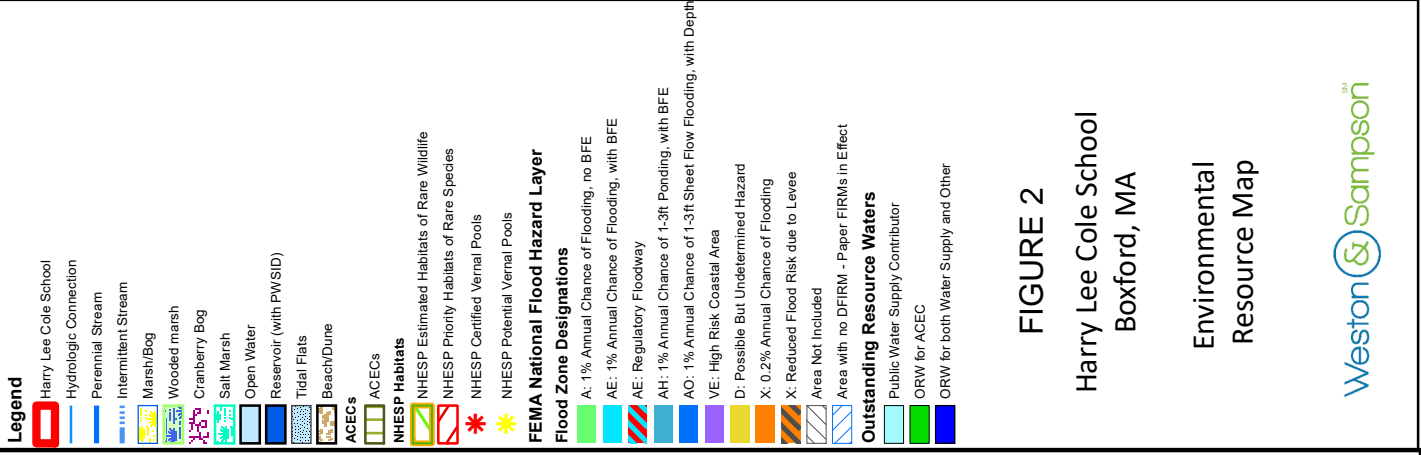 Legend
Harry Lee Cole School
Hydrologic Connection
Perennial Stream
Intermittent Stream
Marsh/Bog
Wooded marsh
Cranberry Bog
Salt Marsh
Open Water
Reservoir (with PWSID)
Tidal Flats
Beach/Dune
ACECs
ACECs
NHESP Habitats
NHESP Estimated Habitats of Rare Wildlife
NHESP Priority Habitats of Rare Species
NHESP Certified Vernal Pools
NHESP Potential Vernal Pools
FEMA National Flood Hazard Layer
Flood Zone Designations
A: 1% Annual Chance of Flooding, no BFE
AE: 1% Annual Chance of Flooding, with BFE
AE: Regulatory Floodway
AH: 1% Annual Chance of 1-3ft Ponding, with BFE
AO: 1% Annual Chance of 1-3ft Sheet Flow Flooding, with Depth
VE: High Risk Coastal Area
D: Possible But Undetermined Hazard
X: 0.2% Annual Chance of Flooding
X: Reduced Flood Risk due to Levee
Area Not Included
Area with no DFIRM - Paper FIRMs in Effect
Outstanding Resource Waters
Public Water Supply Contributor
ORW for ACEC
ORW for both Water Supply and Other
FIGURE 2
Harry Lee Cole School
Boxford, MA
Environmental
Resource Map
Weston & Sampson℠